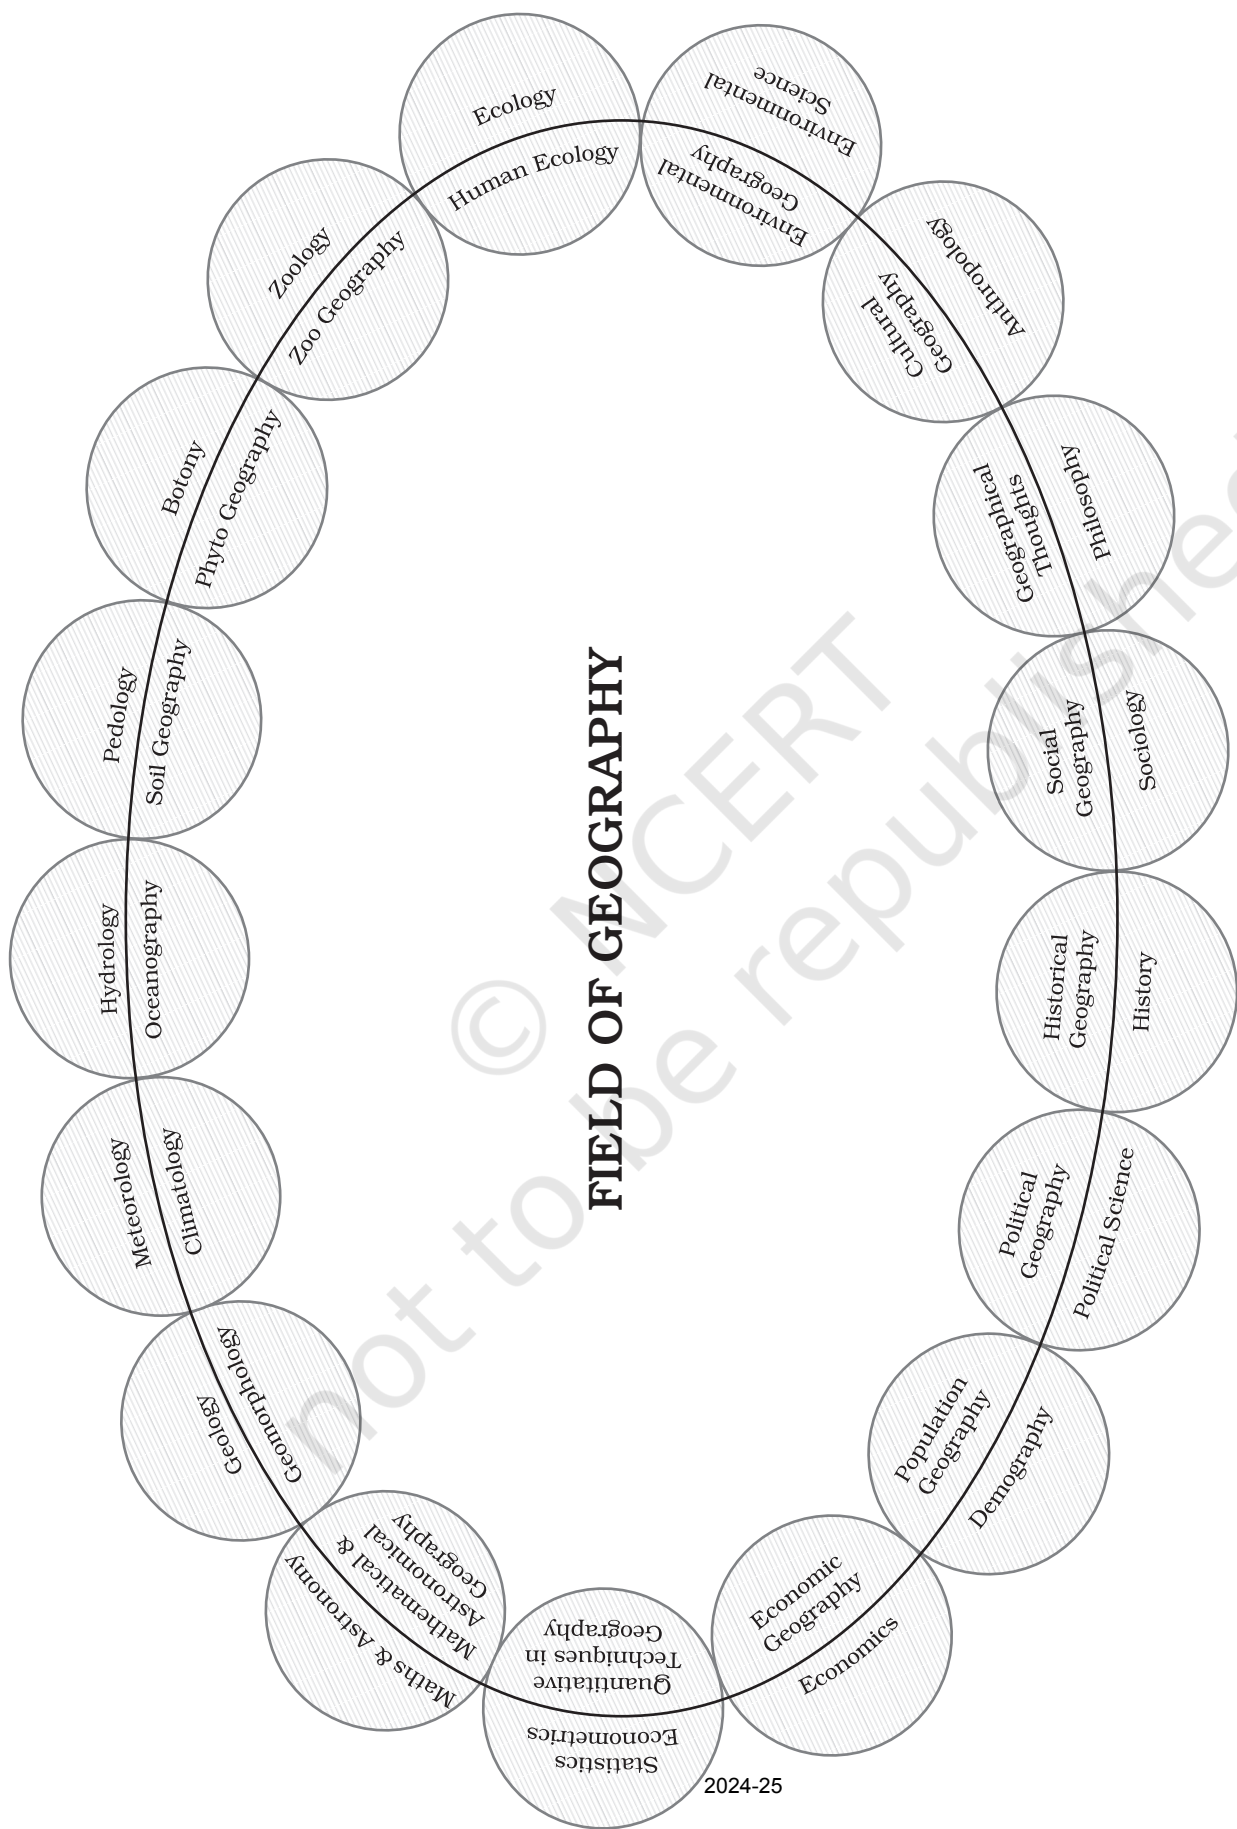 Ecology
Human Ecology
Environmental
Science
Environmental
Geography
Anthropology
Cultural
Geography
Philosophy
Geographical
Thoughts
Sociology
Social
Geography
History
Historical
Geography
Political Science
Political
Geography
Demography
Population
Geography
Economics
Economic
Geography
Statistics
Econometrics
Quantitative
Techniques in
Geography
Maths & Astronomy
Mathematical &
Astronomical
Geography
Geology
Geomorphology
Meteorology
Climatology
Hydrology
Oceanography
Pedology
Soil Geography
Botony
Phyto Geography
Zoology
Zoo Geography
FIELD OF GEOGRAPHY
© NCERT
not to be republished
2024-25